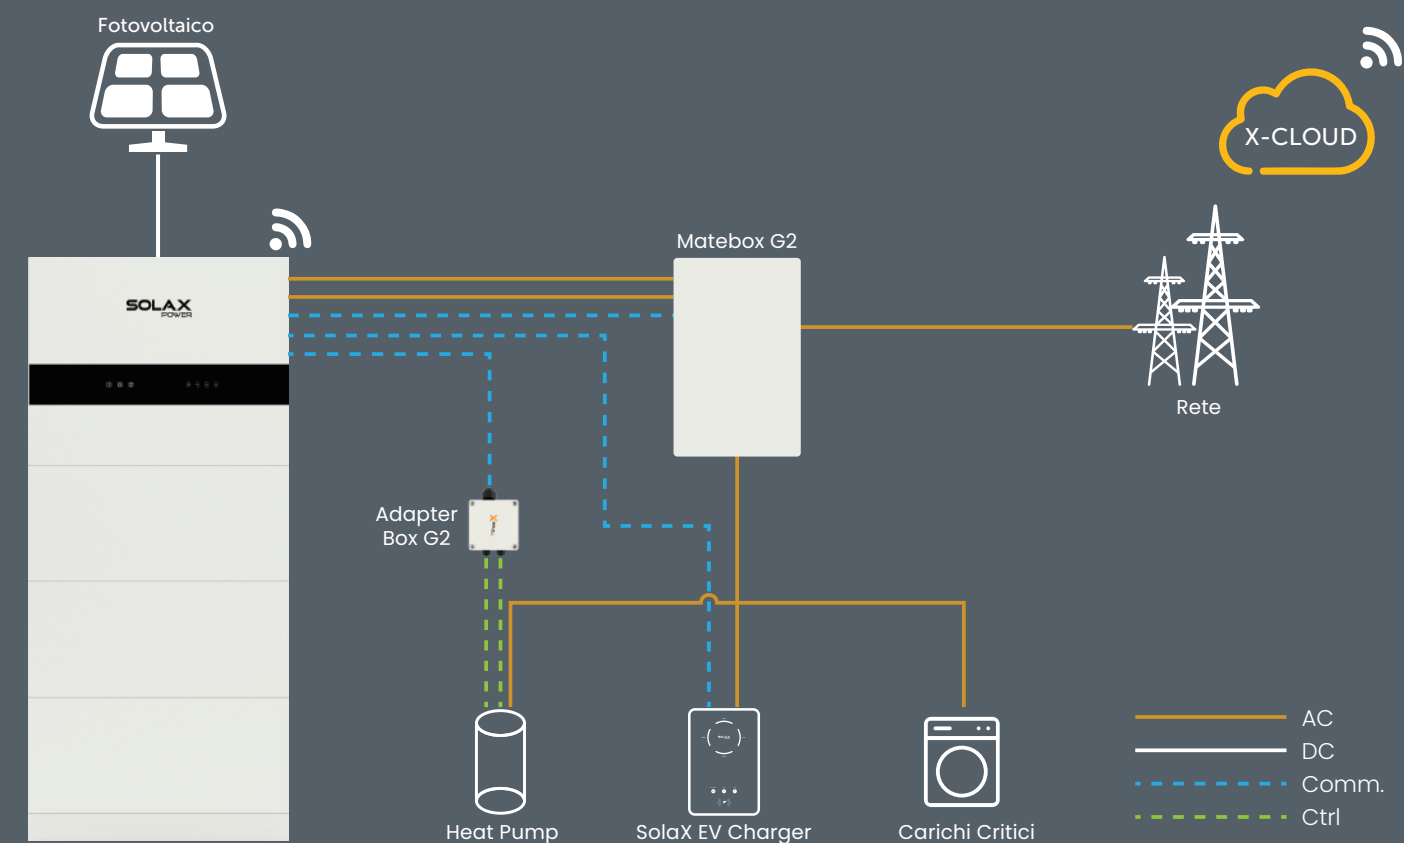 Fotovoltaico
X-CLOUD
Matebox G2
SOLAX
POWER
Rete
Adapter
Box G2
AC
DC
Comm.
Ctrl
Heat Pump
SolaX EV Charger
Carichi Critici